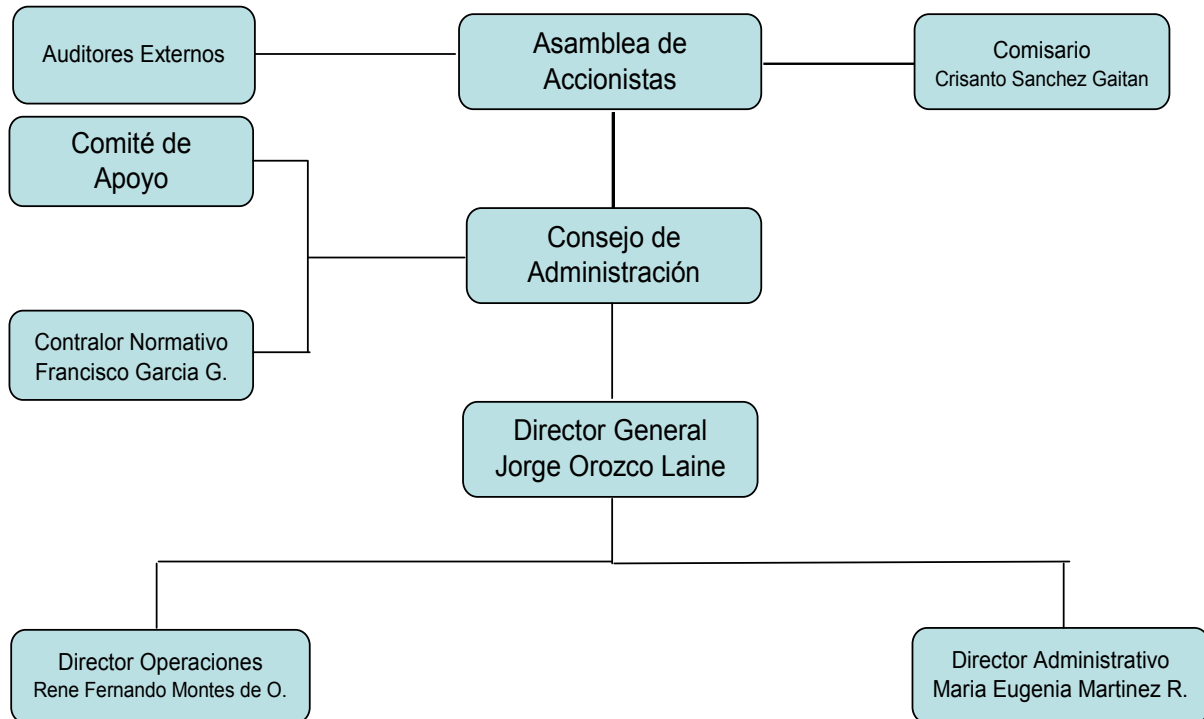 Auditores Externos
Asamblea de
Accionistas
Comisario
Crisanto Sanchez Gaitan
Comité de
Apoyo
Consejo de
Administración
Contralor Normativo
Francisco Garcia G.
Director General
Jorge Orozco Laine
Director Operaciones
Rene Fernando Montes de O.
Director Administrativo
Maria Eugenia Martinez R.